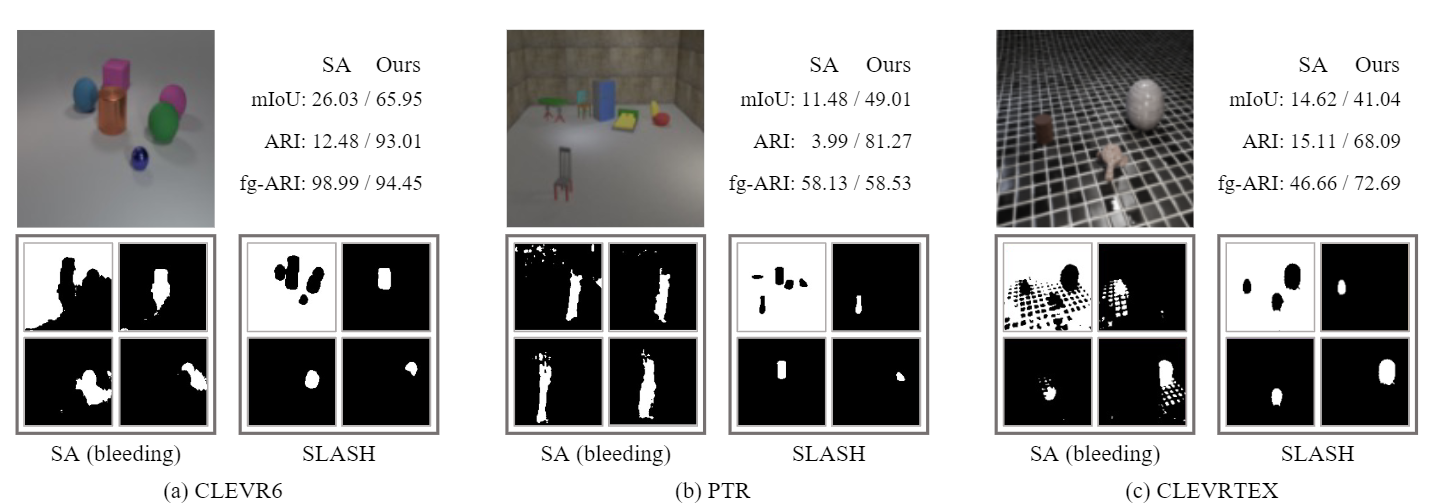 SA Ours
mIoU: 26.03 / 65.95
ARI: 12.48 / 93.01
fg-ARI: 98.99 / 94.45
SA (bleeding) SLASH
(a) CLEVR6
SA Ours
mIoU: 11.48 / 49.01
ARI: 3.99 / 81.27
fg-ARI: 58.13 / 58.53
SA (bleeding) SLASH
(b) PTR
SA Ours
mIoU: 14.62 / 41.04
ARI: 15.11 / 68.09
fg-ARI: 46.66 / 72.69
SA (bleeding) SLASH
(c) CLEVRTEX